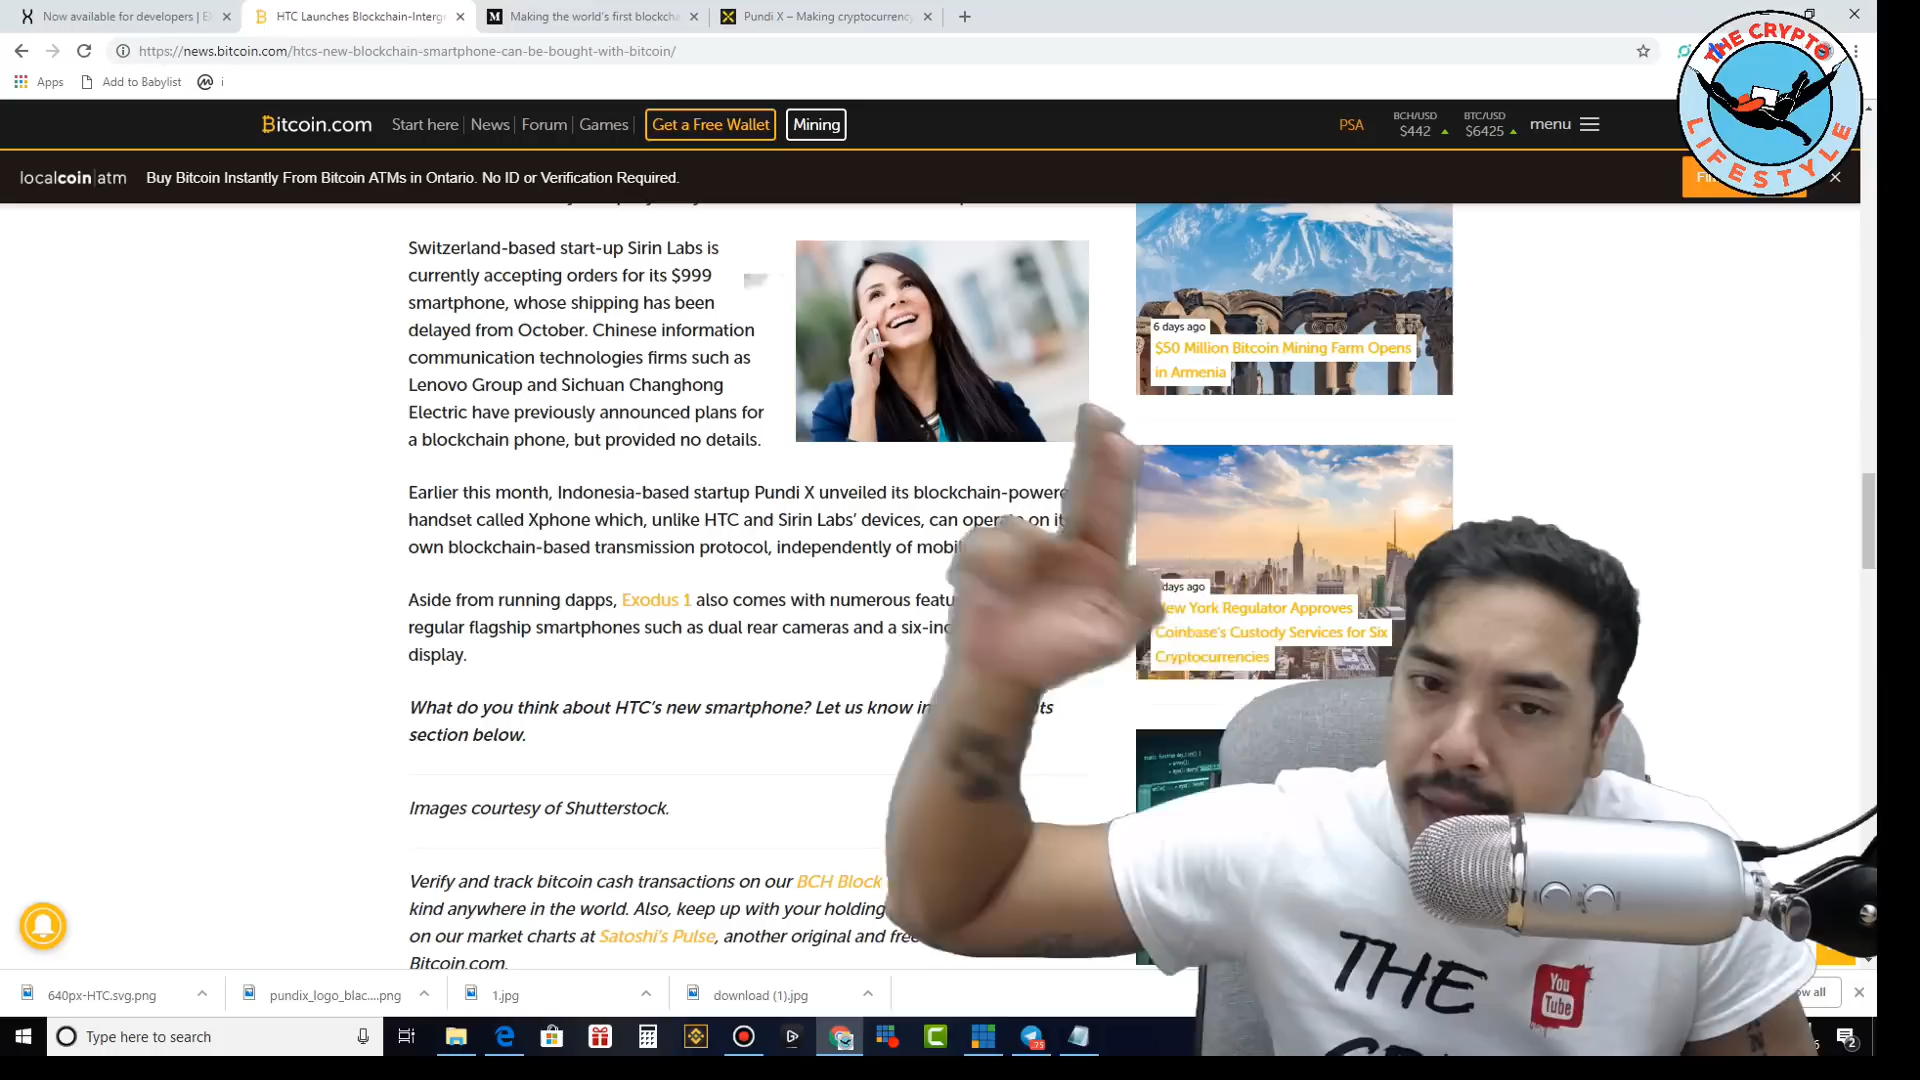 Now available for developers | E
HTC Launches Blockchain-Interg
Making the world's first blockcha
Pundi X – Making cryptocurrency
https://news.bitcoin.com/htcs-new-blockchain-smartphone-can-be-bought-with-bitcoin/
Apps
Add to Babylist
i
THE CRYPTO
LIFESTYLE
Bitcoin.com
Start here
News
Forum
Games
Get a Free Wallet
Mining
PSA
BCH/USD
$442
BTC/USD
$6425
menu
localcoin|atm
Buy Bitcoin Instantly From Bitcoin ATMs in Ontario. No ID or Verification Required.
Switzerland-based start-up Sirin Labs is
currently accepting orders for its $999
smartphone, whose shipping has been
delayed from October. Chinese information
communication technologies firms such as
Lenovo Group and Sichuan Changhong
Electric have previously announced plans for
a blockchain phone, but provided no details.
Earlier this month, Indonesia-based startup Pundi X unveiled its blockchain-powere
handset called Xphone which, unlike HTC and Sirin Labs' devices, can operate on it
own blockchain-based transmission protocol, independently of mobil
Aside from running dapps, Exodus 1 also comes with numerous featu
regular flagship smartphones such as dual rear cameras and a six-inc
display.
What do you think about HTC's new smartphone? Let us know in ts
section below.
Images courtesy of Shutterstock.
Verify and track bitcoin cash transactions on our BCH Block
kind anywhere in the world. Also, keep up with your holding
on our market charts at Satoshi's Pulse, another original and free
Bitcoin.com.
6 days ago
$50 Million Bitcoin Mining Farm Opens
in Armenia
days ago
ew York Regulator Approves
Coinbase's Custody Services for Six
Cryptocurrencies
THE
You
Tube
640px-HTC.svg.png
pundix_logo_blac....png
1.jpg
download (1).jpg
ow all
Type here to search
.75
2